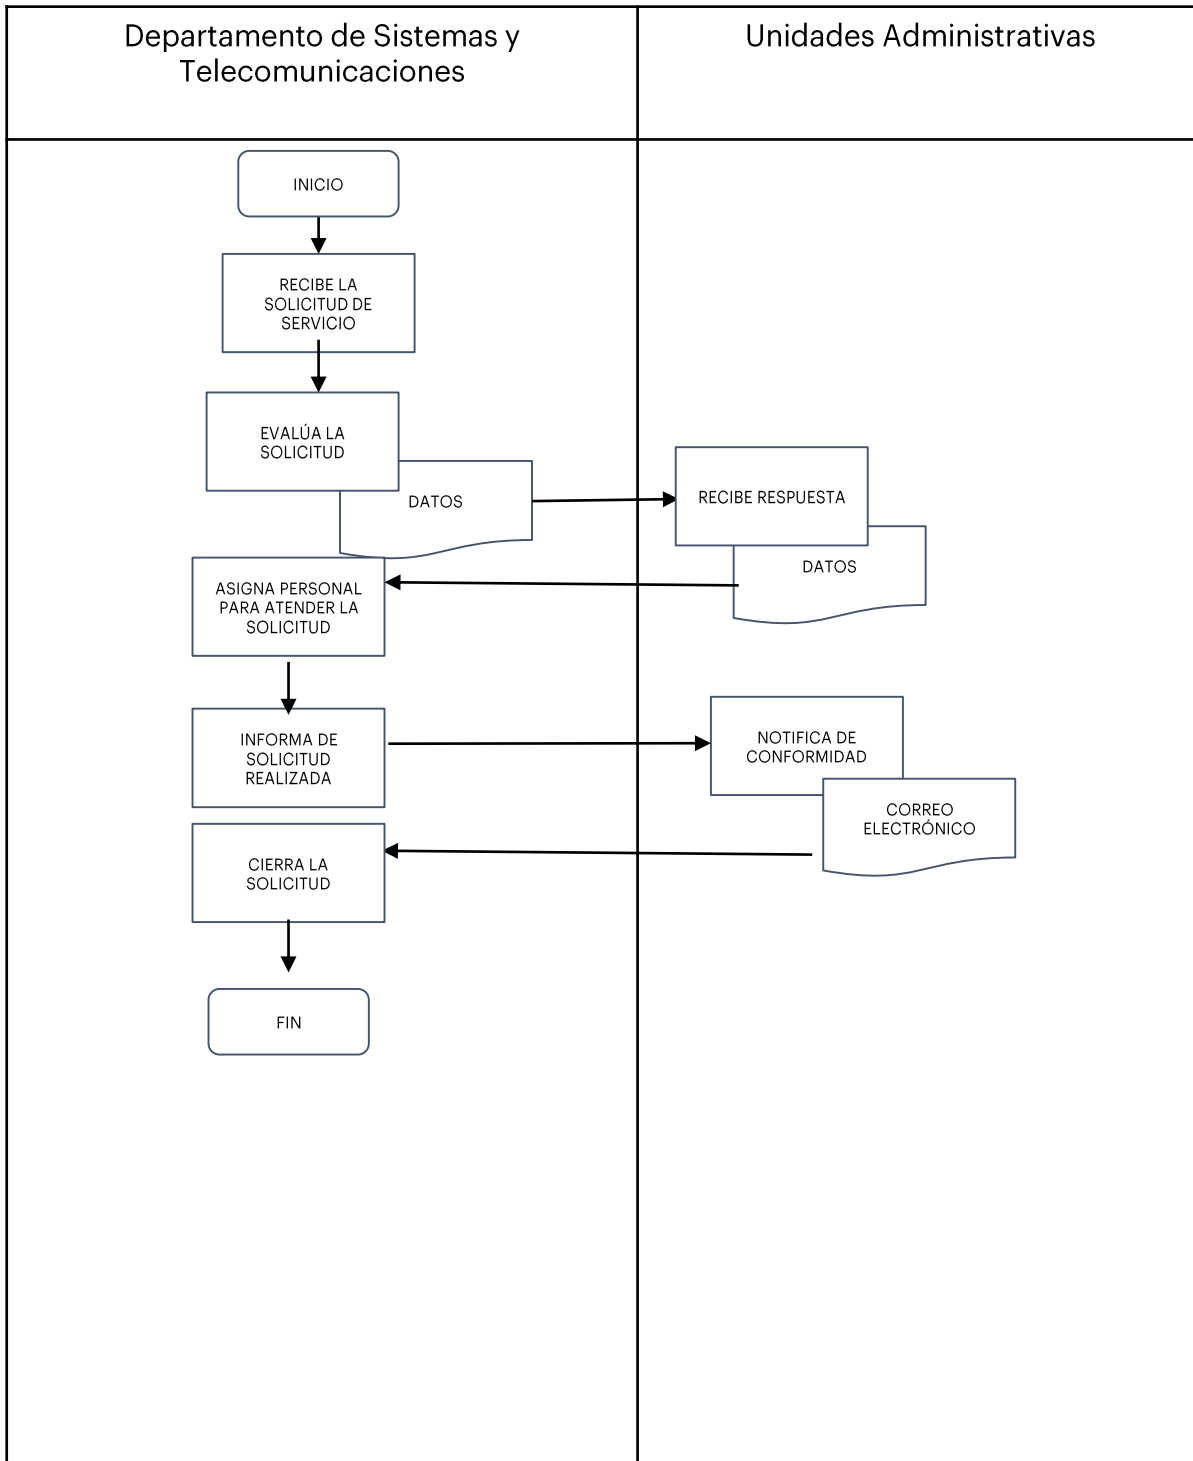 Departamento de Sistemas y
Telecomunicaciones
Unidades Administrativas
INICIO
RECIBE LA
SOLICITUD DE
SERVICIO
EVALÚA LA
SOLICITUD
DATOS
RECIBE RESPUESTA
DATOS
ASIGNA PERSONAL
PARA ATENDER LA
SOLICITUD
INFORMA DE
SOLICITUD
REALIZADA
NOTIFICA DE
CONFORMIDAD
CORREO
ELECTRÓNICO
CIERRA LA
SOLICITUD
FIN